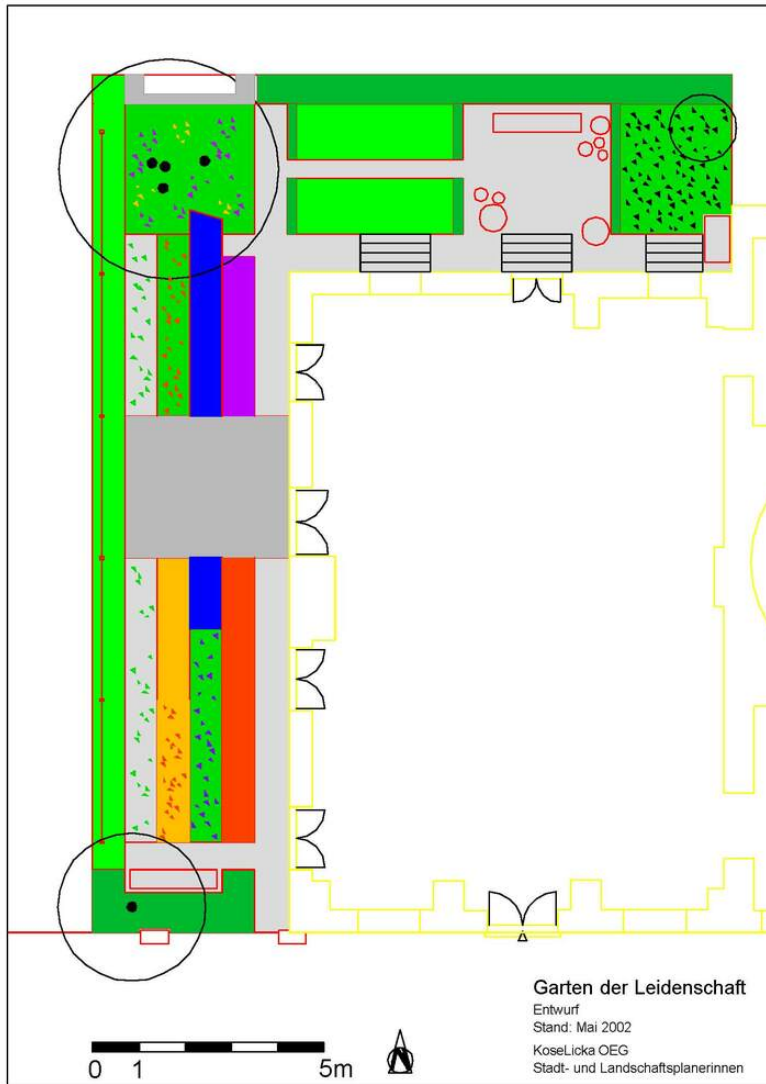 Garten der Leidenschaft
Entwurf
Stand: Mai 2002
KoseLicka OEG
Stadt- und Landschaftsplanerinnen
0 1 5m